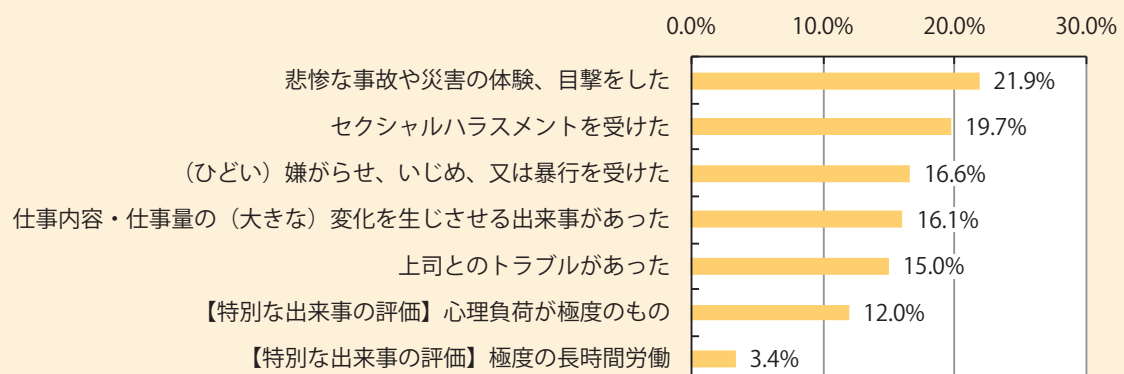 0.0% 10.0% 20.0% 30.0%
悲惨な事故や災害の体験、目撃をした 21.9%
セクシャルハラスメントを受けた 19.7%
（ひどい）嫌がらせ、いじめ、又は暴行を受けた 16.6%
仕事内容・仕事量の（大きな）変化を生じさせる出来事があった 16.1%
上司とのトラブルがあった 15.0%
【特別な出来事の評価】心理負荷が極度のもの 12.0%
【特別な出来事の評価】極度の長時間労働 3.4%